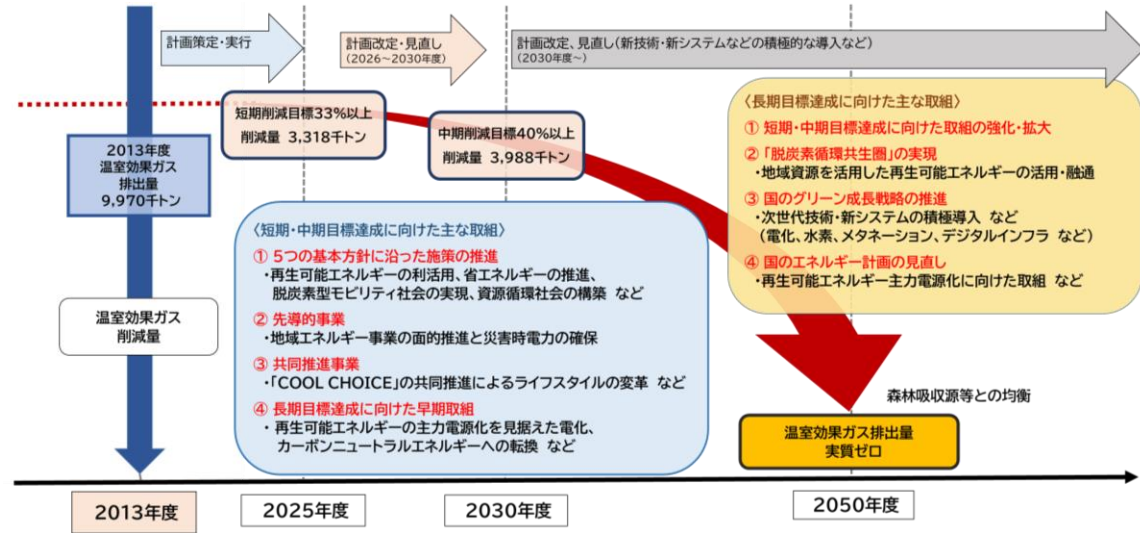 計画策定・実行
計画改定・見直し
(2026~2030年度)
計画改定、見直し(新技術・新システムなどの積極的な導入など)
(2030年度~)
2013年度
温室効果ガス
排出量
9,970千トン
短期削減目標33%以上
削減量 3,318千トン
中期削減目標40%以上
削減量 3,988千トン
〈長期目標達成に向けた主な取組〉
① 短期・中期目標達成に向けた取組の強化・拡大
② 「脱炭素循環共生圏」の実現
・地域資源を活用した再生可能エネルギーの活用・融通
③ 国のグリーン成長戦略の推進
・次世代技術・新システムの積極導入 など
(電化、水素、メタネーション、デジタルインフラ など)
④ 国のエネルギー計画の見直し
・再生可能エネルギー主力電源化に向けた取組 など
〈短期・中期目標達成に向けた主な取組〉
① 5つの基本方針に沿った施策の推進
・再生可能エネルギーの利活用、省エネルギーの推進、
脱炭素型モビリティ社会の実現、資源循環社会の構築 など
② 先導的事業
・地域エネルギー事業の面的推進と災害時電力の確保
③ 共同推進事業
・「COOL CHOICE」の共同推進によるライフスタイルの変革 など
④ 長期目標達成に向けた早期取組
・ 再生可能エネルギーの主力電源化を見据えた電化、
カーボンニュートラルエネルギーへの転換 など
温室効果ガス
削減量
森林吸収源等との均衡
温室効果ガス排出量
実質ゼロ
2013年度
2025年度
2030年度
2050年度